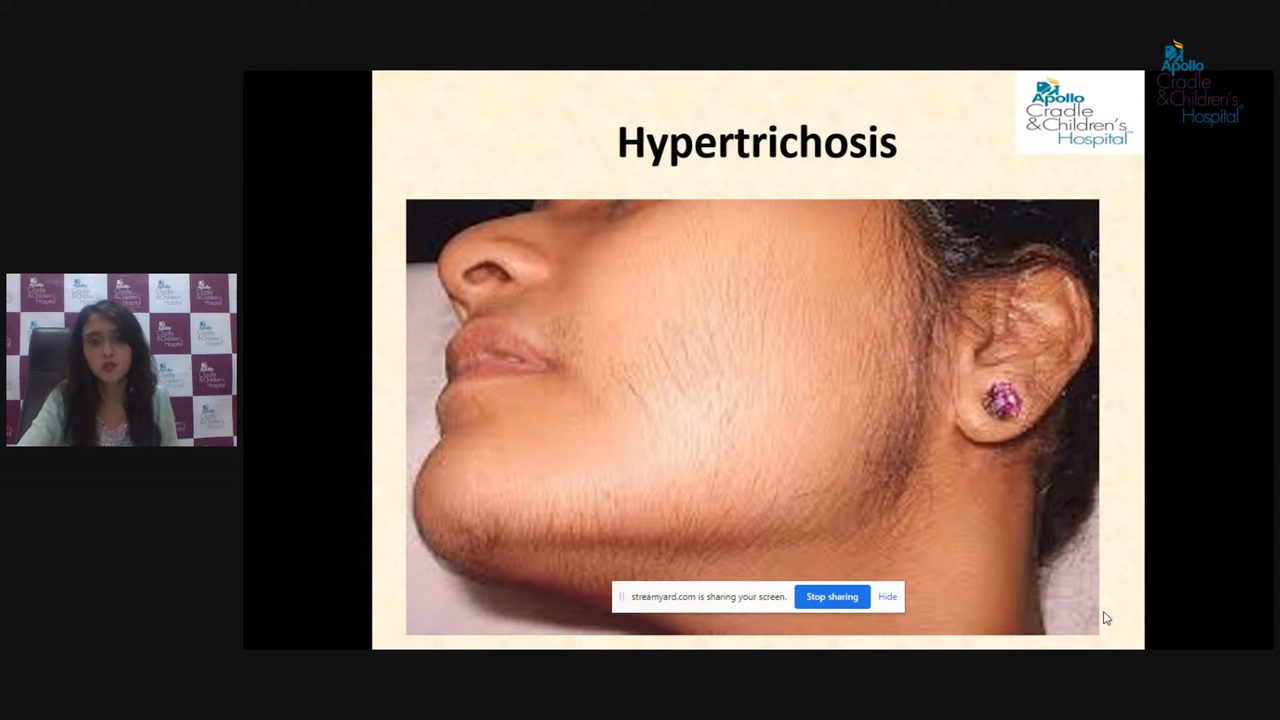 Apollo
Cradle
&Children's
Hospital
Hypertrichosis
Apollo
Cradle
&Children's
Hospital
streamyard.com is sharing your screen.
Stop sharing
Hide